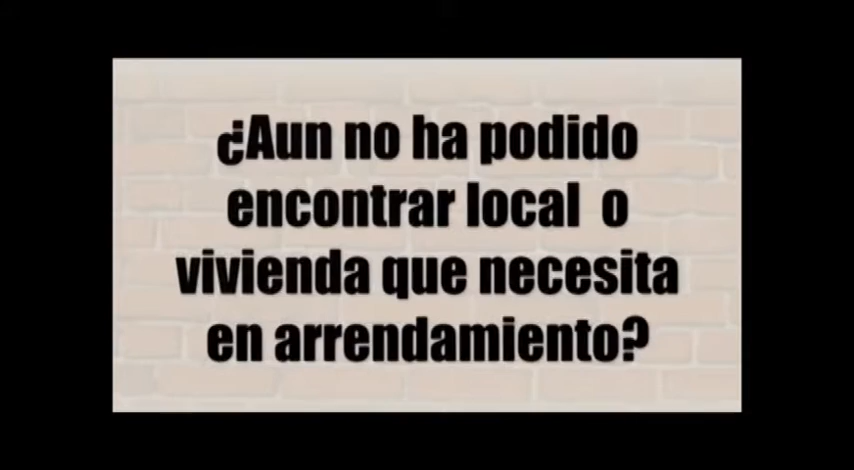 ¿Aun no ha podido
encontrar local o
vivienda que necesita
en arrendamiento?